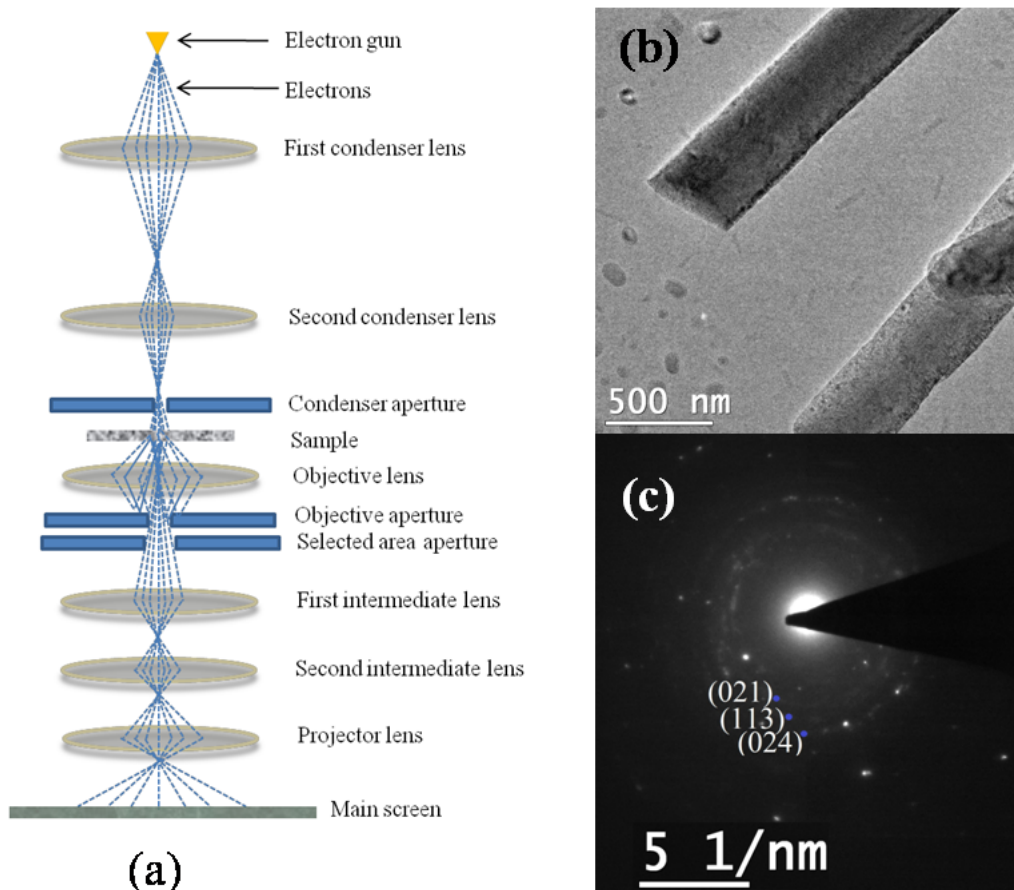 Electron gun
Electrons
First condenser lens
Second condenser lens
Condenser aperture
Sample
Objective lens
Objective aperture
Selected area aperture
First intermediate lens
Second intermediate lens
Projector lens
Main screen
(a)
(b)
500 nm
(c)
(021)
(113)
(024)
5 1/nm